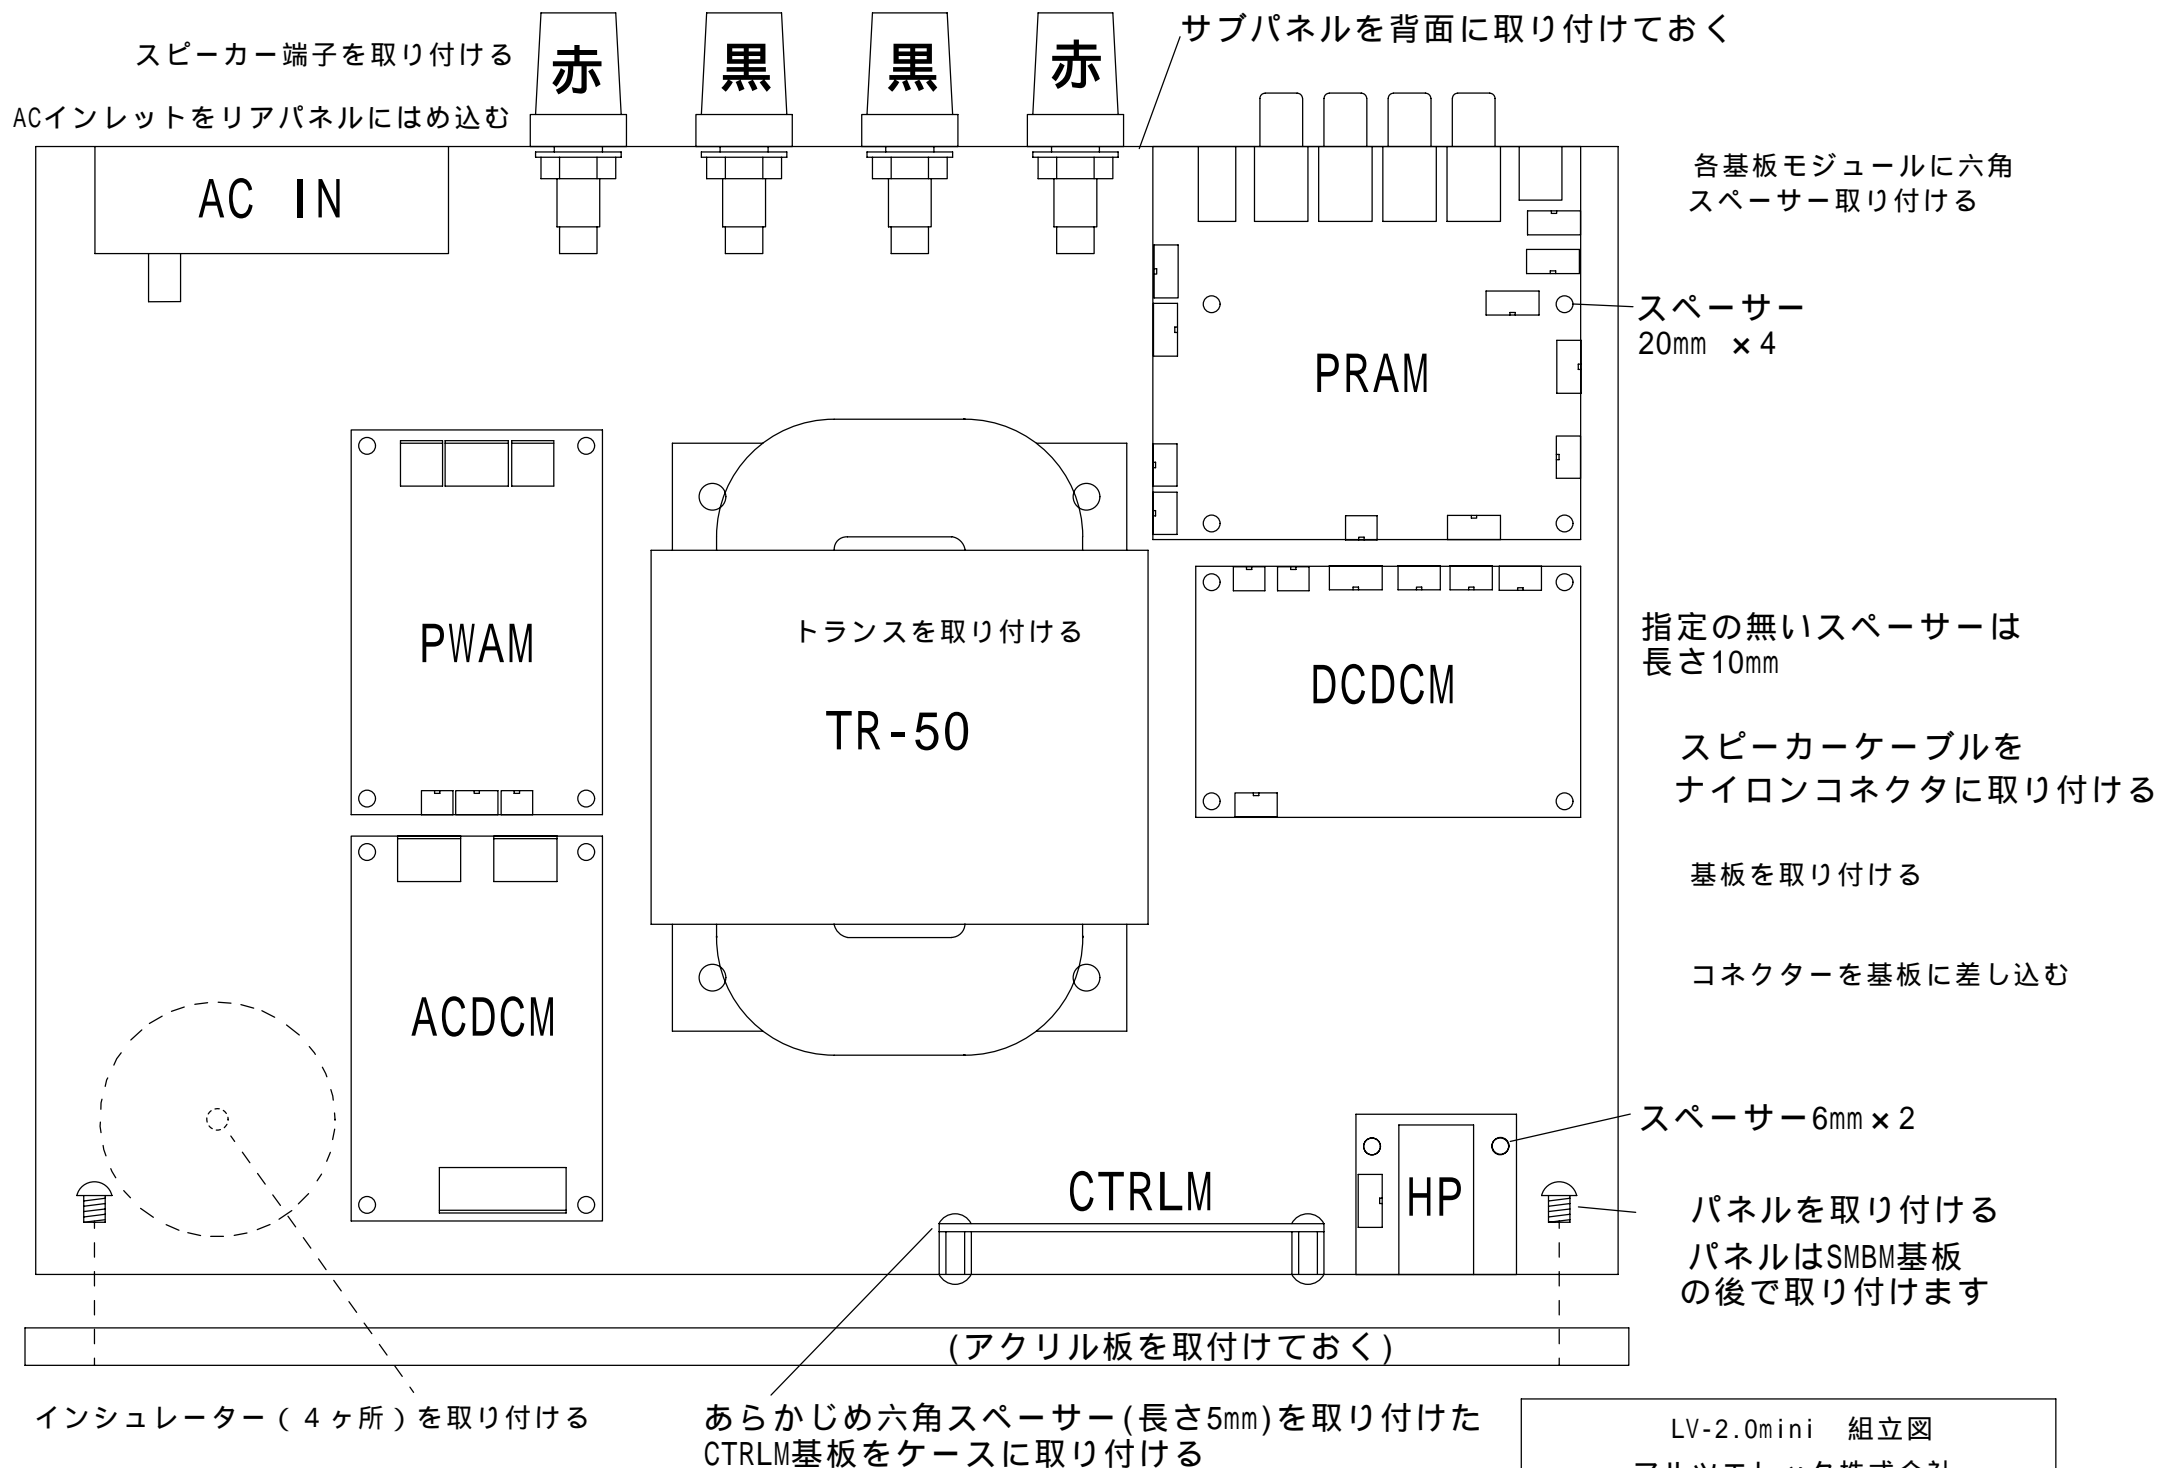 サブパネルを背面に取り付けておく
スピーカー端子を取り付ける
赤
黒
黒
赤
ACインレットをリアパネルにはめ込む
AC IN
各基板モジュールに六角
スペーサー取り付ける
スペーサー
20mm ×4
PRAM
指定の無いスペーサーは
長さ10mm
PWAM
トランスを取り付ける
TR-50
DCDCM
スピーカーケーブルを
ナイロンコネクタに取り付ける
基板を取り付ける
コネクターを基板に差し込む
ACDCM
スペーサー6mm×2
CTRLM
HP
パネルを取り付ける
パネルはSMBM基板
の後で取り付けます
(アクリル板を取付けておく)
インシュレーター(4ヶ所)を取り付ける
あらかじめ六角スペーサー(長さ5mm)を取り付けた
CTRLM基板をケースに取り付ける
LV-2.0mini 組立図